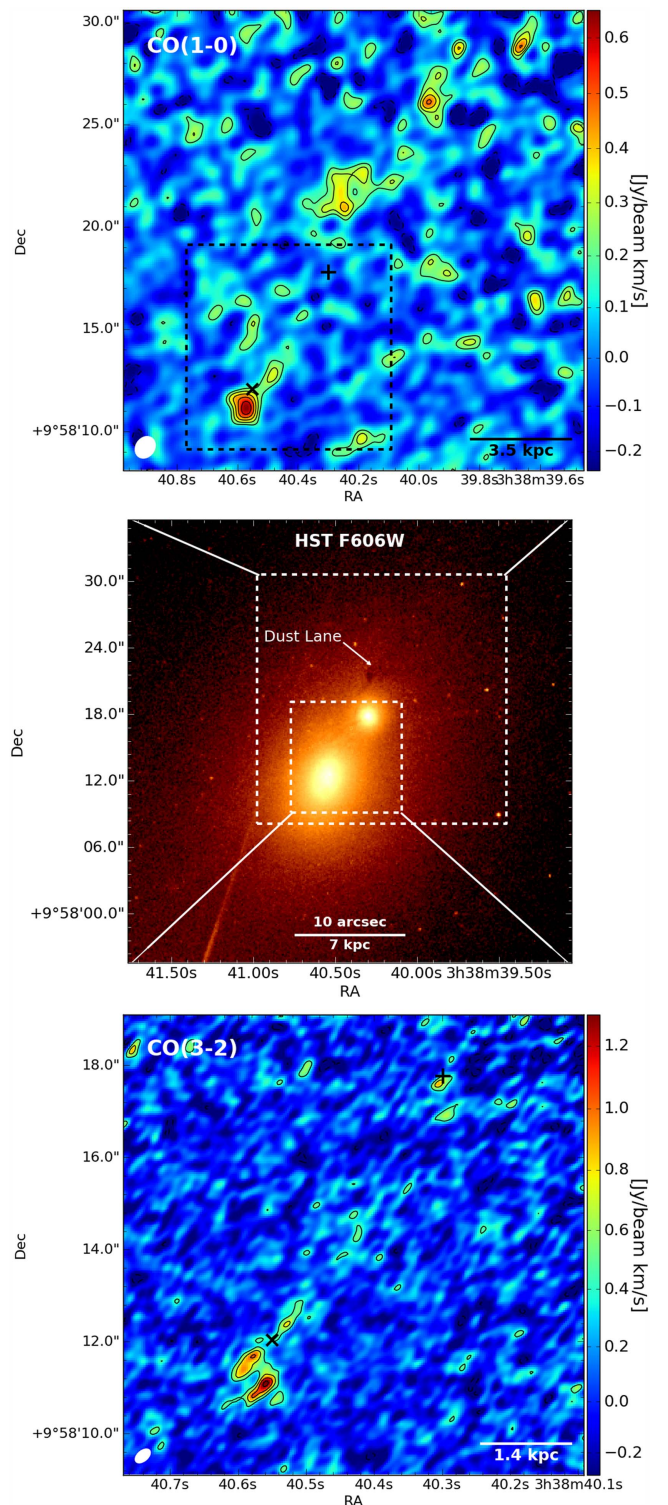 CO(1-0)
30.0"
25.0"
20.0"
15.0"
+9°58'10.0"
Dec
3.5 kpc
40.8s 40.6s 40.4s 40.2s 40.0s 39.8s 3h38m39.6s
RA
0.6
0.5
0.4
0.3
0.2
0.1
0.0
−0.1
−0.2
[Jy/beam km/s]
HST F606W
Dust Lane
30.0"
24.0"
18.0"
12.0"
06.0"
+9°58'00.0"
Dec
10 arcsec
7 kpc
41.50s 41.00s 40.50s 40.00s 3h38m39.50s
RA
CO(3-2)
18.0"
16.0"
14.0"
12.0"
+9°58'10.0"
Dec
1.4 kpc
40.7s 40.6s 40.5s 40.4s 40.3s 40.2s 3h38m40.1s
RA
1.2
1.0
0.8
0.6
0.4
0.2
0.0
−0.2
[Jy/beam km/s]